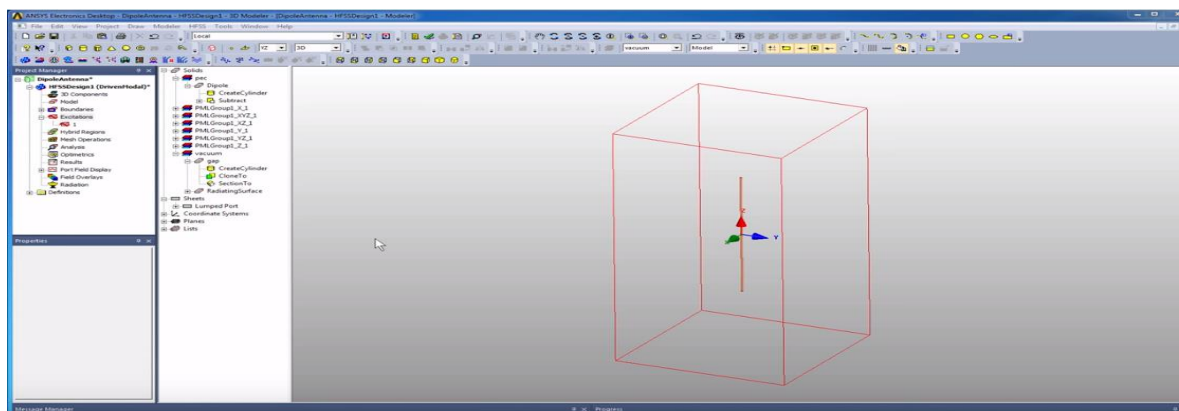 ANSYS Electronics Desktop - DipoleAntenna - HFSSDesign1 - 3D Modeler - [DipoleAntenna - HFSSDesign1 - Modeler]
File Edit View Project Draw Modeler HFSS Tools Window Help
Local
YZ 3D vacuum Model
Project Manager
DipoleAntenna*
HFSSDesign1 (DrivenModal)*
3D Components
Model
Boundaries
Excitations
1
Hybrid Regions
Mesh Operations
Analysis
Optimetrics
Results
Port Field Display
Field Overlays
Radiation
Definitions
Properties
Solids
pec
Dipole
CreateCylinder
Subtract
PMLGroup1_X_1
PMLGroup1_XYZ_1
PMLGroup1_XZ_1
PMLGroup1_Y_1
PMLGroup1_YZ_1
PMLGroup1_Z_1
vacuum
gap
CreateCylinder
CloneTo
SectionTo
RadiatingSurface
Sheets
Lumped Port
Coordinate Systems
Planes
Lists
Z
X
Y
Message Manager
Progress